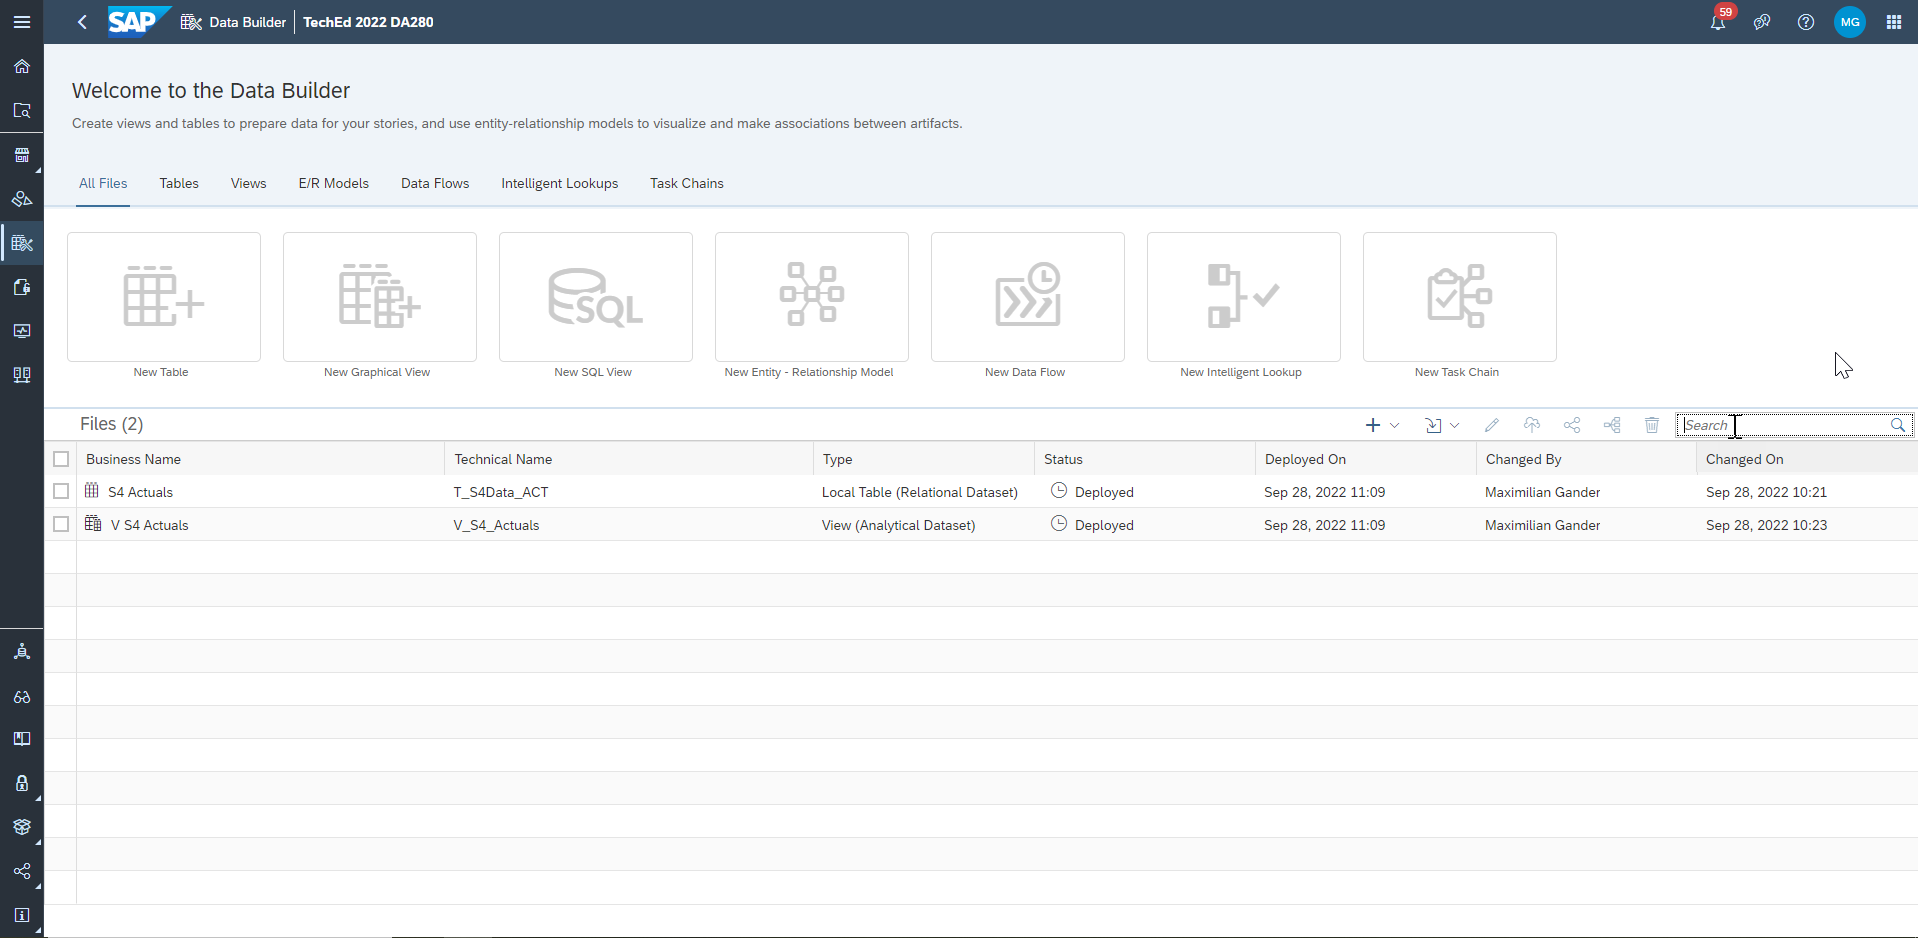 SAP Data Builder TechEd 2022 DA280 59 MG
Welcome to the Data Builder
Create views and tables to prepare data for your stories, and use entity-relationship models to visualize and make associations between artifacts.
All Files Tables Views E/R Models Data Flows Intelligent Lookups Task Chains
SQL
New Table New Graphical View New SQL View New Entity - Relationship Model New Data Flow New Intelligent Lookup New Task Chain
Files (2) Search
Business Name Technical Name Type Status Deployed On Changed By Changed On
S4 Actuals T_S4Data_ACT Local Table (Relational Dataset) Deployed Sep 28, 2022 11:09 Maximilian Gander Sep 28, 2022 10:21
V S4 Actuals V_S4_Actuals View (Analytical Dataset) Deployed Sep 28, 2022 11:09 Maximilian Gander Sep 28, 2022 10:23